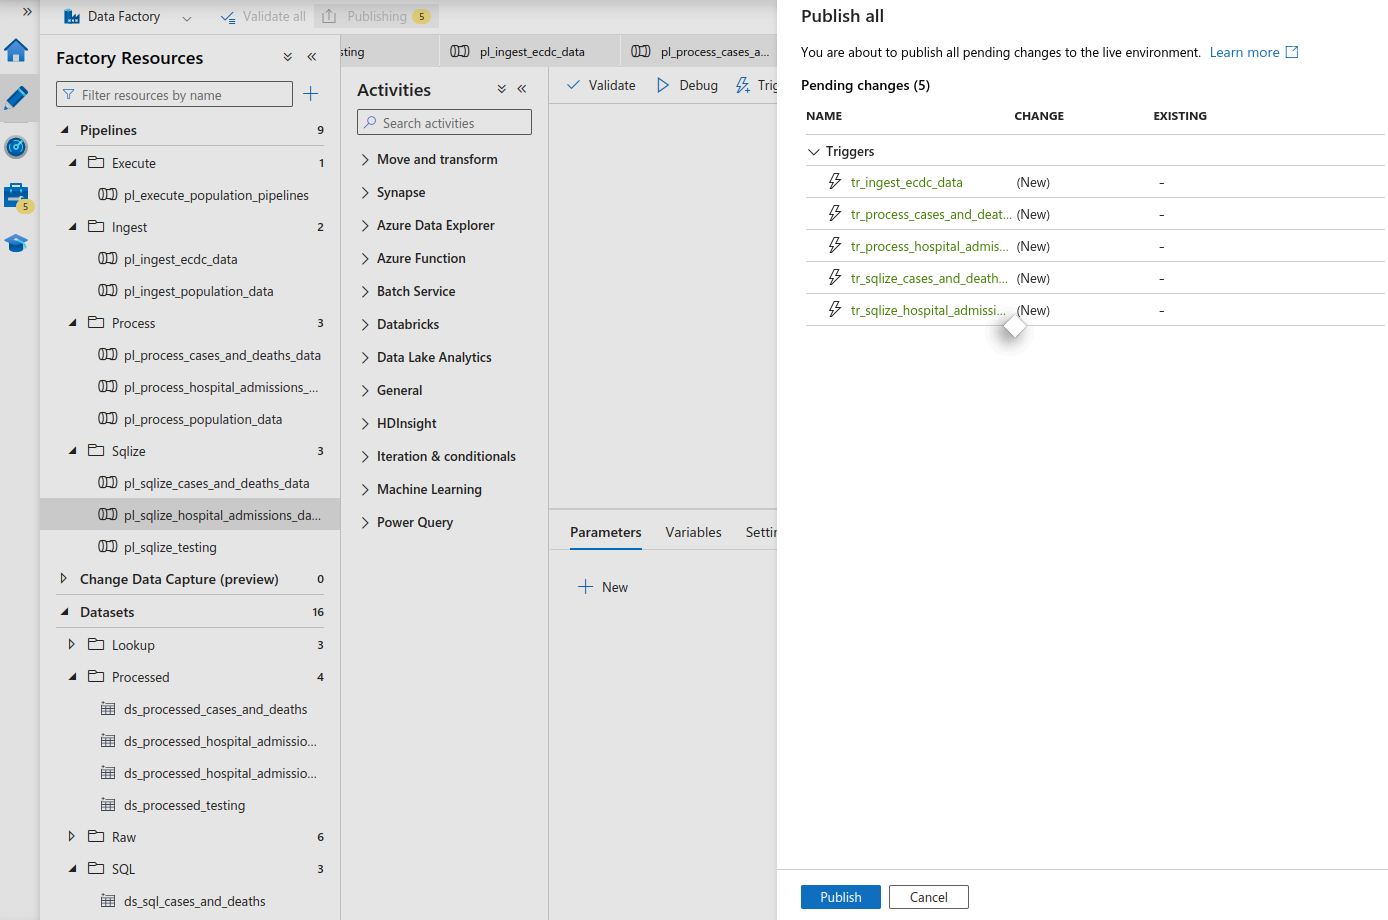 Data Factory
Validate all
Publishing 5
5
Factory Resources
Filter resources by name
Pipelines 9
Execute 1
pl_execute_population_pipelines
Ingest 2
pl_ingest_ecdc_data
pl_ingest_population_data
Process 3
pl_process_cases_and_deaths_data
pl_process_hospital_admissions_...
pl_process_population_data
Sqlize 3
pl_sqlize_cases_and_deaths_data
pl_sqlize_hospital_admissions_da...
pl_sqlize_testing
Change Data Capture (preview) 0
Datasets 16
Lookup 3
Processed 4
ds_processed_cases_and_deaths
ds_processed_hospital_admissio...
ds_processed_hospital_admissio...
ds_processed_testing
Raw 6
SQL 3
ds_sql_cases_and_deaths
sting
pl_ingest_ecdc_data
pl_process_cases_a...
Activities
Search activities
Move and transform
Synapse
Azure Data Explorer
Azure Function
Batch Service
Databricks
Data Lake Analytics
General
HDInsight
Iteration & conditionals
Machine Learning
Power Query
Validate
Debug
Trig
Parameters
Variables
Settin
New
Publish all
You are about to publish all pending changes to the live environment. Learn more
Pending changes (5)
NAME CHANGE EXISTING
Triggers
tr_ingest_ecdc_data (New) -
tr_process_cases_and_deat... (New) -
tr_process_hospital_admis... (New) -
tr_sqlize_cases_and_death... (New) -
tr_sqlize_hospital_admissi... (New) -
Publish
Cancel